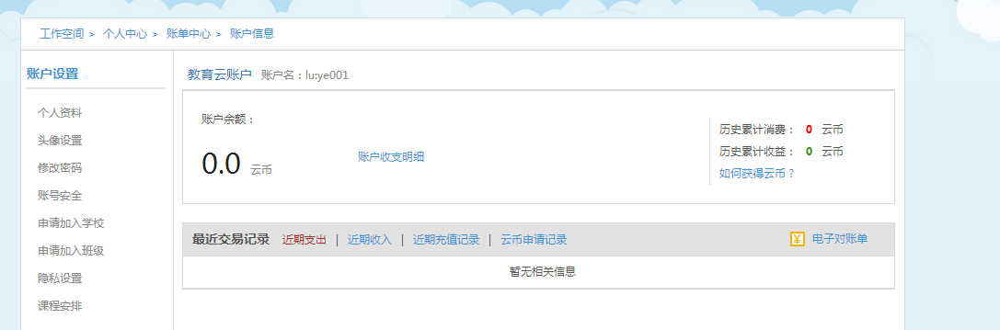 工作空间 > 个人中心 > 账单中心 > 账户信息
账户设置
个人资料
头像设置
修改密码
账号安全
申请加入学校
申请加入班级
隐私设置
课程安排
教育云账户 账户名：lu:ye001
账户余额：
0.0 云币
账户收支明细
历史累计消费： 0 云币
历史累计收益： 0 云币
如何获得云币？
最近交易记录 近期支出 | 近期收入 | 近期充值记录 | 云币申请记录 ¥ 电子对账单
暂无相关信息